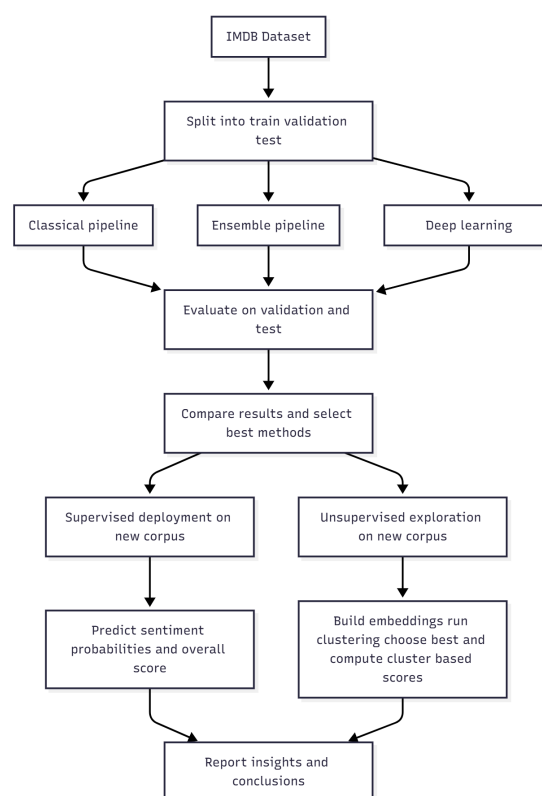 IMDB Dataset
Split into train validation
test
Classical pipeline
Ensemble pipeline
Deep learning
Evaluate on validation and
test
Compare results and select
best methods
Supervised deployment on
new corpus
Unsupervised exploration
on new corpus
Predict sentiment
probabilities and overall
score
Build embeddings run
clustering choose best and
compute cluster based
scores
Report insights and
conclusions